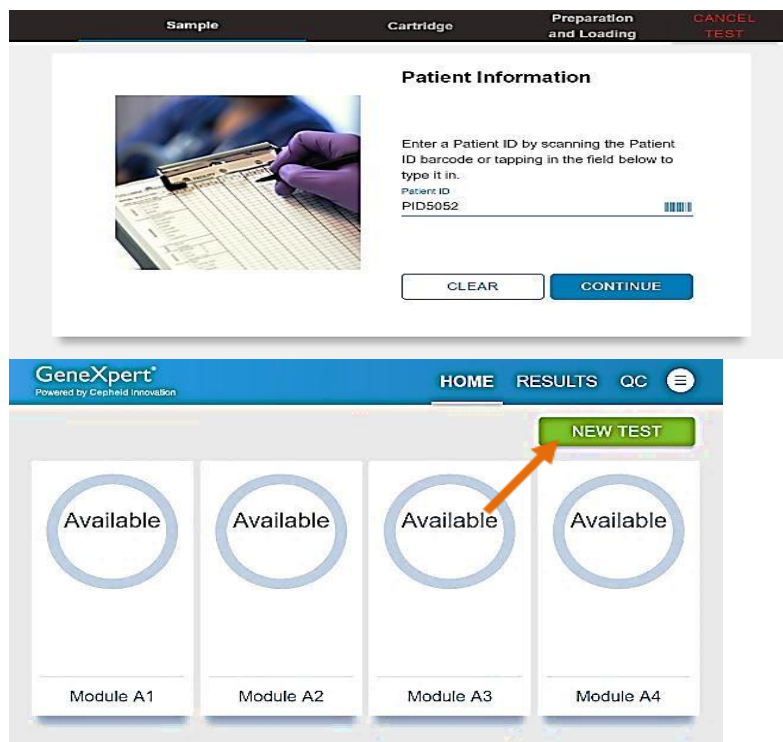 Sample
Cartridge
Preparation
and Loading
CANCEL
TEST
Patient Information
Enter a Patient ID by scanning the Patient
ID barcode or tapping in the field below to
type it in.
Patient ID
PID5052
CLEAR
CONTINUE
GeneXpert®
Powered by Cepheid Innovation
HOME
RESULTS
QC
NEW TEST
Available
Available
Available
Available
Module A1
Module A2
Module A3
Module A4